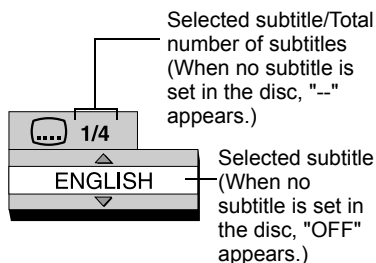 Selected subtitle/Total
number of subtitles
(When no subtitle is
set in the disc, "--"
appears.)
1/4
ENGLISH
Selected subtitle
(When no
subtitle is set in
the disc, "OFF"
appears.)